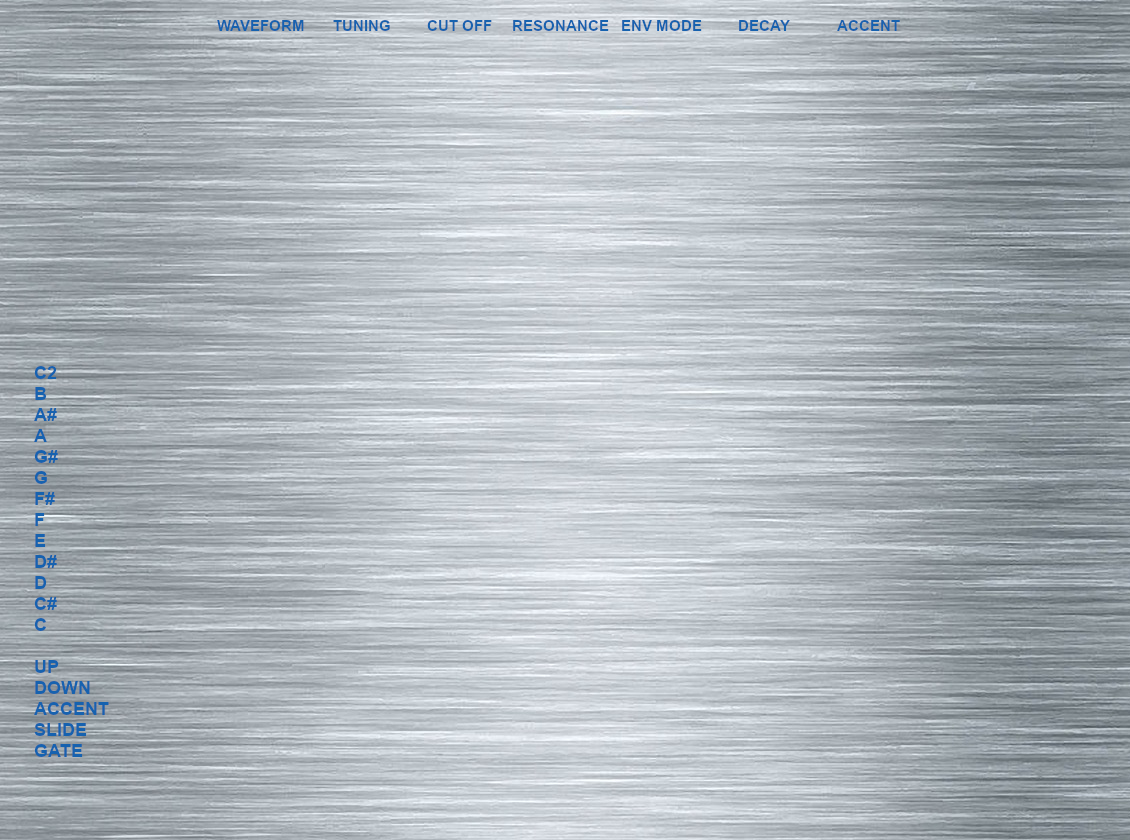 WAVEFORM TUNING CUT OFF RESONANCE ENV MODE DECAY ACCENT
C2
B
A#
A
G#
G
F#
F
E
D#
D
C#
C
UP
DOWN
ACCENT
SLIDE
GATE